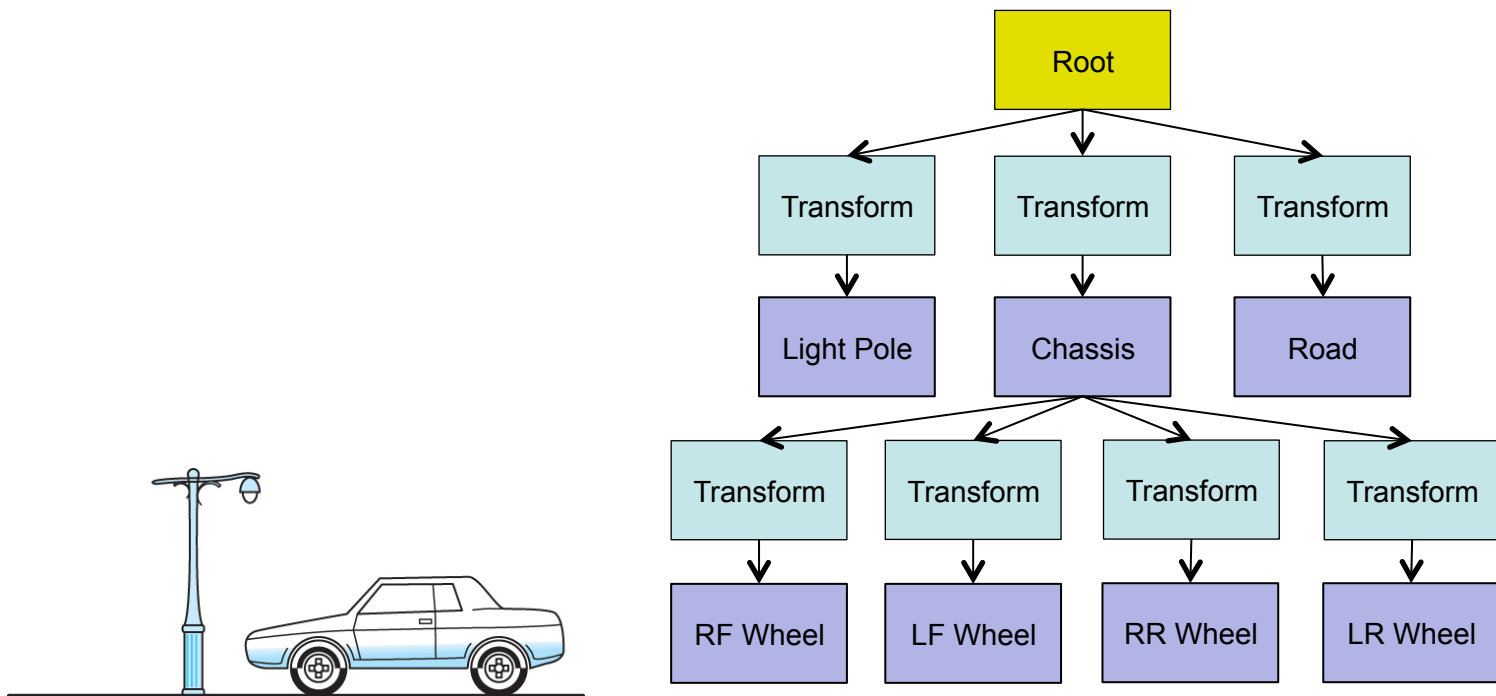 Root
Transform
Transform
Transform
Light Pole
Chassis
Road
Transform
Transform
Transform
Transform
RF Wheel
LF Wheel
RR Wheel
LR Wheel